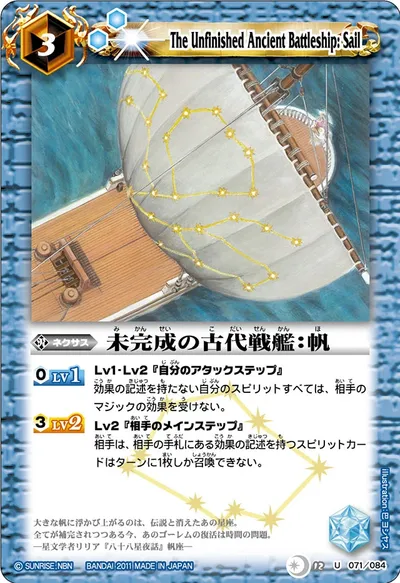 3
The Unfinished Ancient Battleship: Sail
ネクサス
未完成の古代戦艦:帆
0 LV1
Lv1・Lv2『自分のアタックステップ』
効果の記述を持たない自分のスピリットすべては、相手の
マジックの効果を受けない。
3 LV2
Lv2『相手のメインステップ』
相手は、相手の手札にある効果の記述を持つスピリットカー
ドはターンに1枚しか召喚できない。
大きな帆に浮かび上がるのは、伝説と消えたあの星座。
全てが補完されつつある今、あのゴーレムの復活は時間の問題。
―星文学者リリア『八十八星夜話』帆座―
illustration:巴ヨシヤス
©SUNRISE・NBN BANDAI 2011 MADE IN JAPAN
12 U 071/084